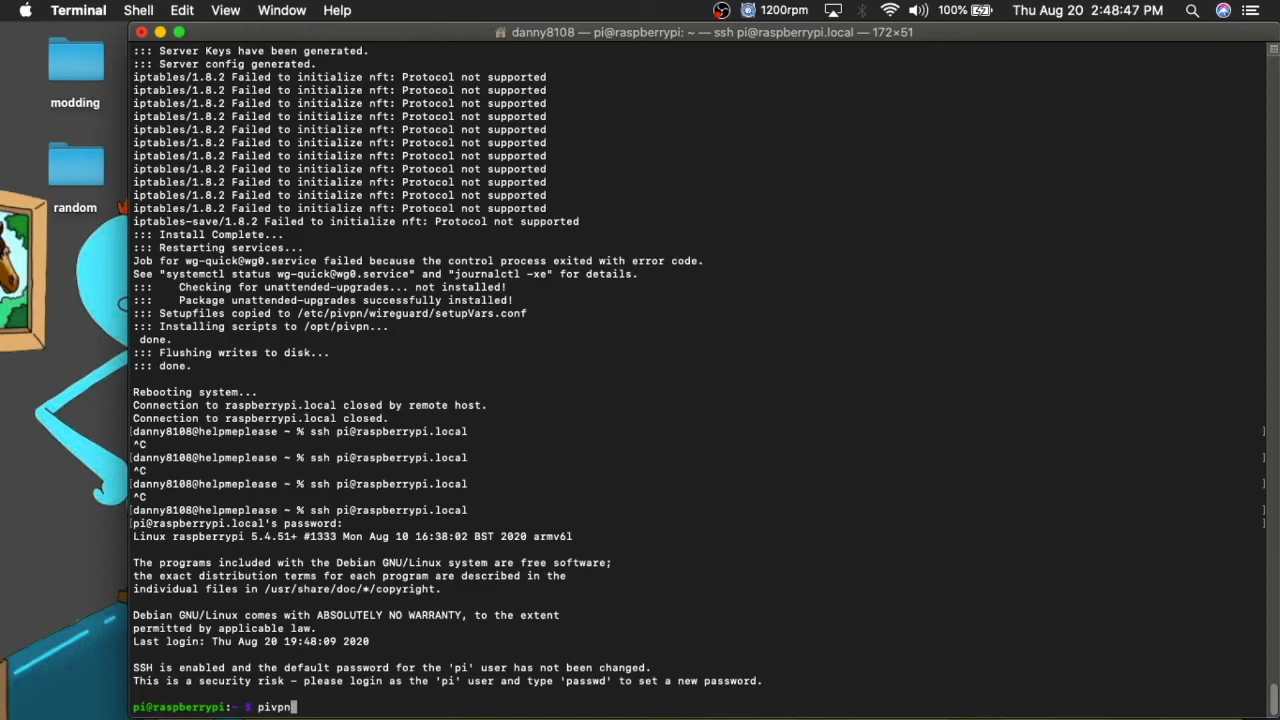 Terminal Shell Edit View Window Help 1200rpm 100% Thu Aug 20 2:48:47 PM
danny8108 — pi@raspberrypi: ~ — ssh pi@raspberrypi.local — 172×51
modding
random
::: Server Keys have been generated.
::: Server config generated.
iptables/1.8.2 Failed to initialize nft: Protocol not supported
iptables/1.8.2 Failed to initialize nft: Protocol not supported
iptables/1.8.2 Failed to initialize nft: Protocol not supported
iptables/1.8.2 Failed to initialize nft: Protocol not supported
iptables/1.8.2 Failed to initialize nft: Protocol not supported
iptables/1.8.2 Failed to initialize nft: Protocol not supported
iptables/1.8.2 Failed to initialize nft: Protocol not supported
iptables/1.8.2 Failed to initialize nft: Protocol not supported
iptables/1.8.2 Failed to initialize nft: Protocol not supported
iptables/1.8.2 Failed to initialize nft: Protocol not supported
iptables/1.8.2 Failed to initialize nft: Protocol not supported
iptables-save/1.8.2 Failed to initialize nft: Protocol not supported
::: Install Complete...
::: Restarting services...
Job for wg-quick@wg0.service failed because the control process exited with error code.
See "systemctl status wg-quick@wg0.service" and "journalctl -xe" for details.
:::    Checking for unattended-upgrades... not installed!
:::    Package unattended-upgrades successfully installed!
::: Setupfiles copied to /etc/pivpn/wireguard/setupVars.conf
::: Installing scripts to /opt/pivpn...
 done.
::: Flushing writes to disk...
::: done.
Rebooting system...
Connection to raspberrypi.local closed by remote host.
Connection to raspberrypi.local closed.
[danny8108@helpmeplease ~ % ssh pi@raspberrypi.local ]
^C
[danny8108@helpmeplease ~ % ssh pi@raspberrypi.local ]
^C
[danny8108@helpmeplease ~ % ssh pi@raspberrypi.local ]
^C
[danny8108@helpmeplease ~ % ssh pi@raspberrypi.local ]
[pi@raspberrypi.local's password: ]
Linux raspberrypi 5.4.51+ #1333 Mon Aug 10 16:38:02 BST 2020 armv6l
The programs included with the Debian GNU/Linux system are free software;
the exact distribution terms for each program are described in the
individual files in /usr/share/doc/*/copyright.
Debian GNU/Linux comes with ABSOLUTELY NO WARRANTY, to the extent
permitted by applicable law.
Last login: Thu Aug 20 19:48:09 2020
SSH is enabled and the default password for the 'pi' user has not been changed.
This is a security risk - please login as the 'pi' user and type 'passwd' to set a new password.
pi@raspberrypi:~ $ pivpn